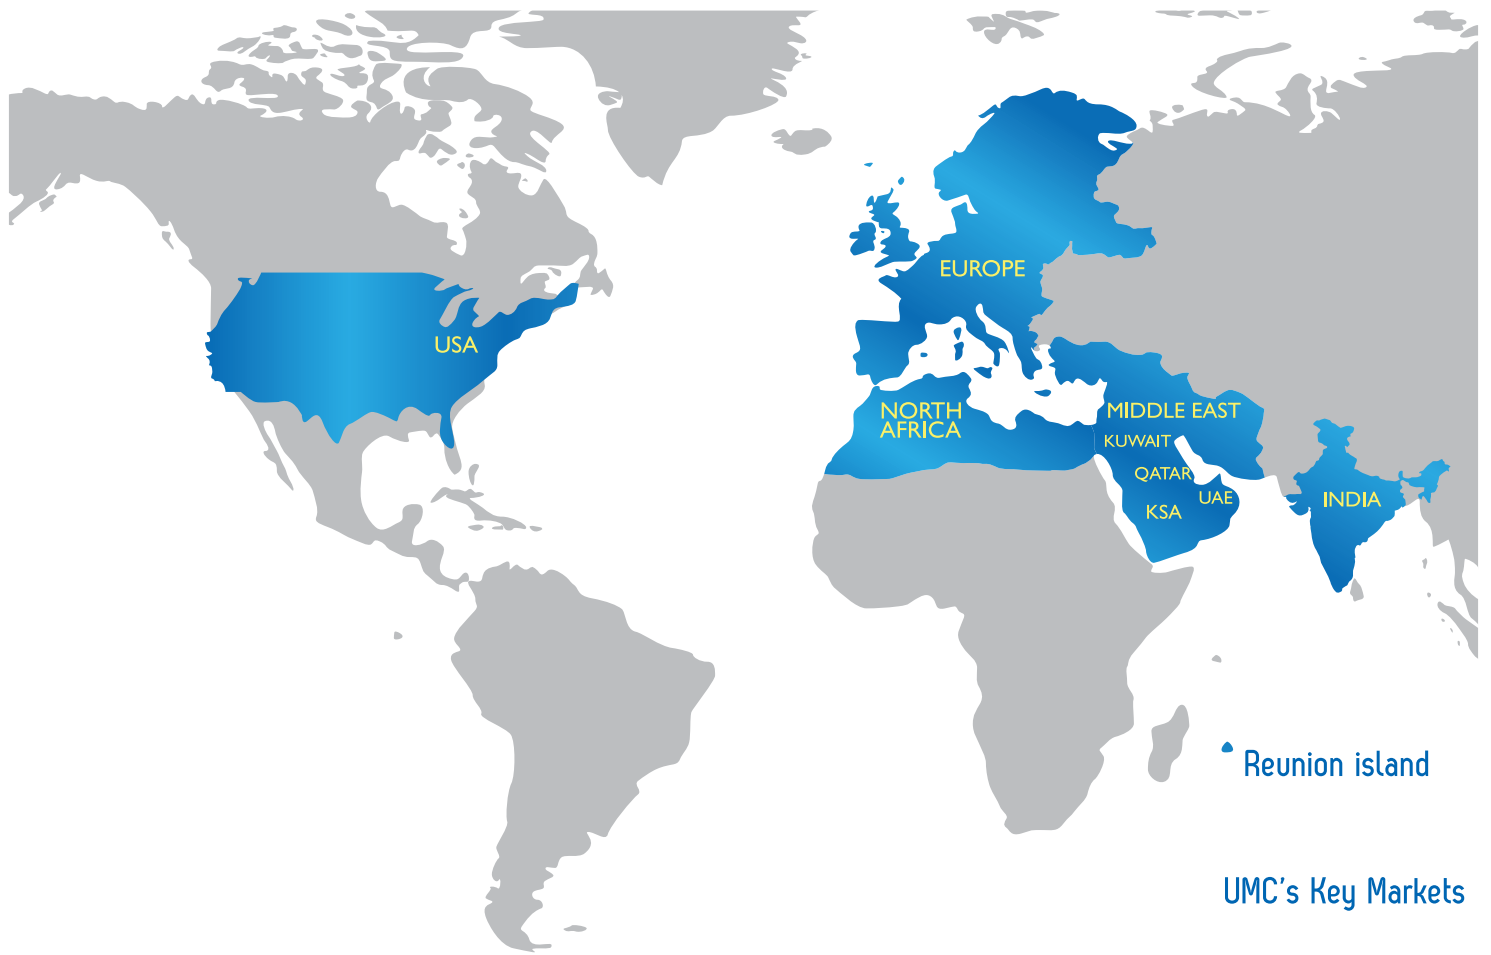 EUROPE
USA
NORTH
AFRICA
MIDDLE EAST
KUWAIT
QATAR
UAE
KSA
INDIA
Reunion island
UMC's Key Markets